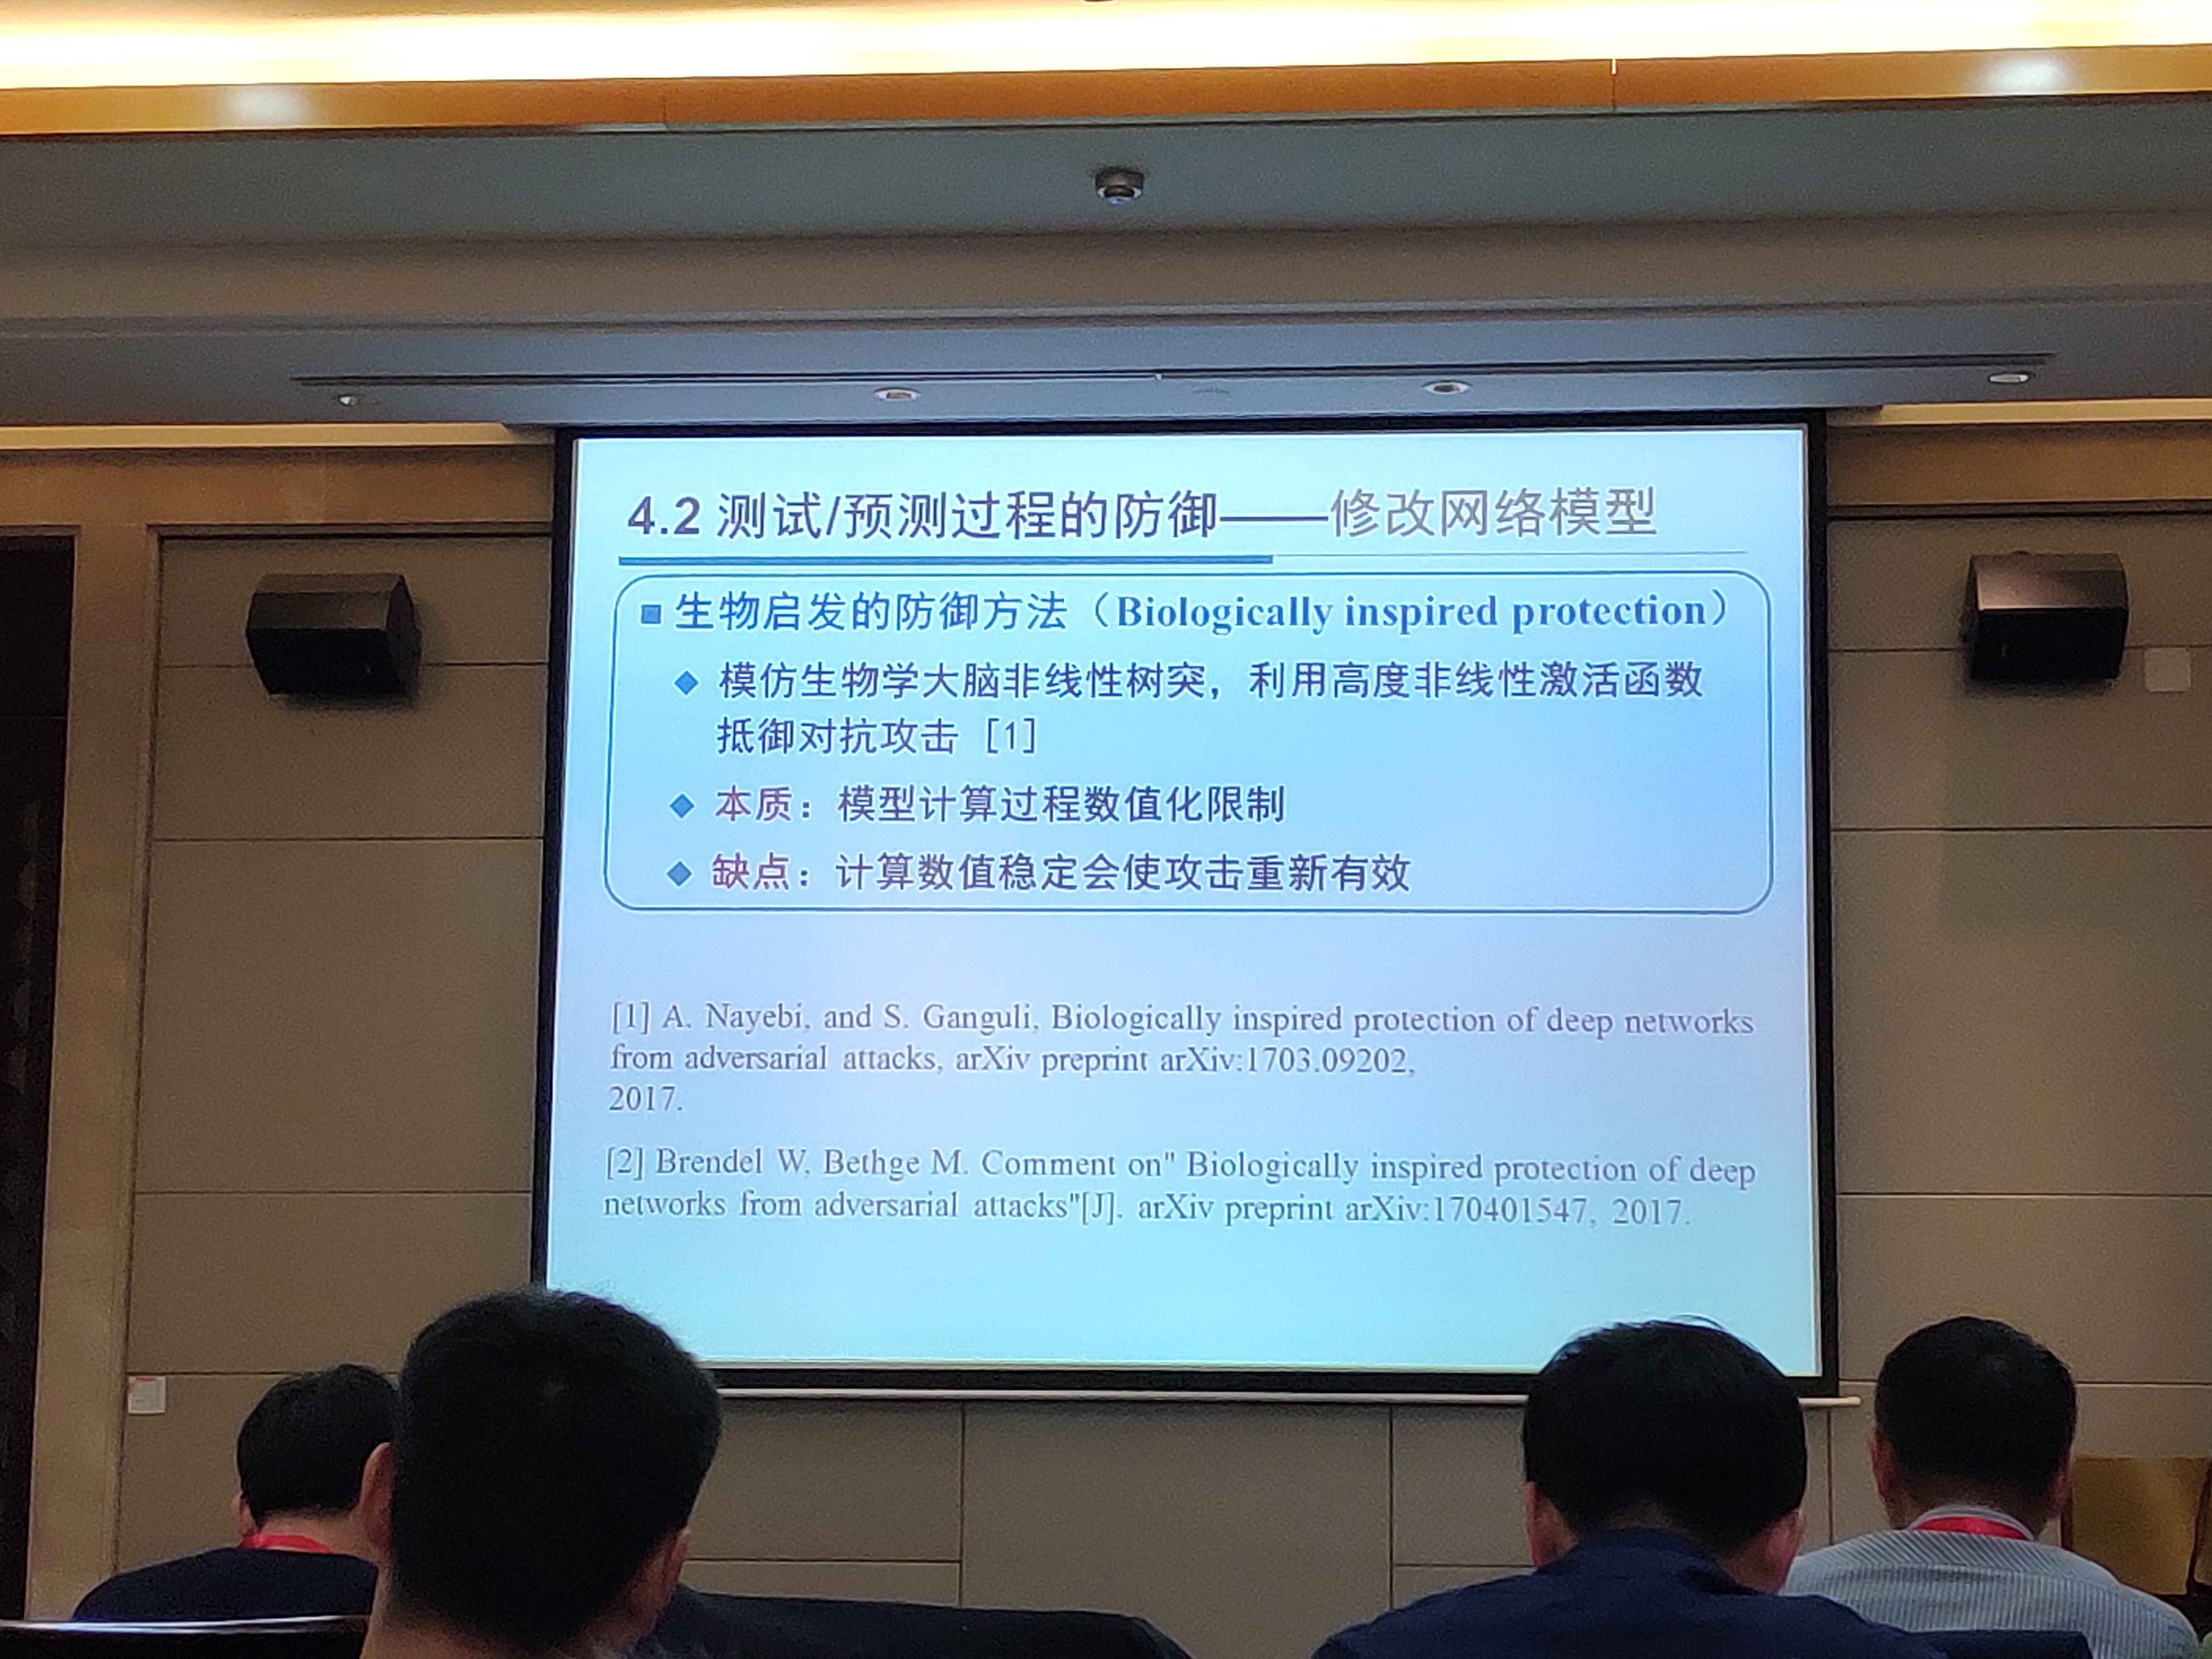 4.2 测试/预测过程的防御——修改网络模型
生物启发的防御方法（Biologically inspired protection）
模仿生物学大脑非线性树突，利用高度非线性激活函数
抵御对抗攻击 [1]
本质：模型计算过程数值化限制
缺点：计算数值稳定会使攻击重新有效
[1] A. Nayebi, and S. Ganguli, Biologically inspired protection of deep networks
from adversarial attacks, arXiv preprint arXiv:1703.09202,
2017.
[2] Brendel W, Bethge M. Comment on" Biologically inspired protection of deep
networks from adversarial attacks"[J]. arXiv preprint arXiv:170401547, 2017.